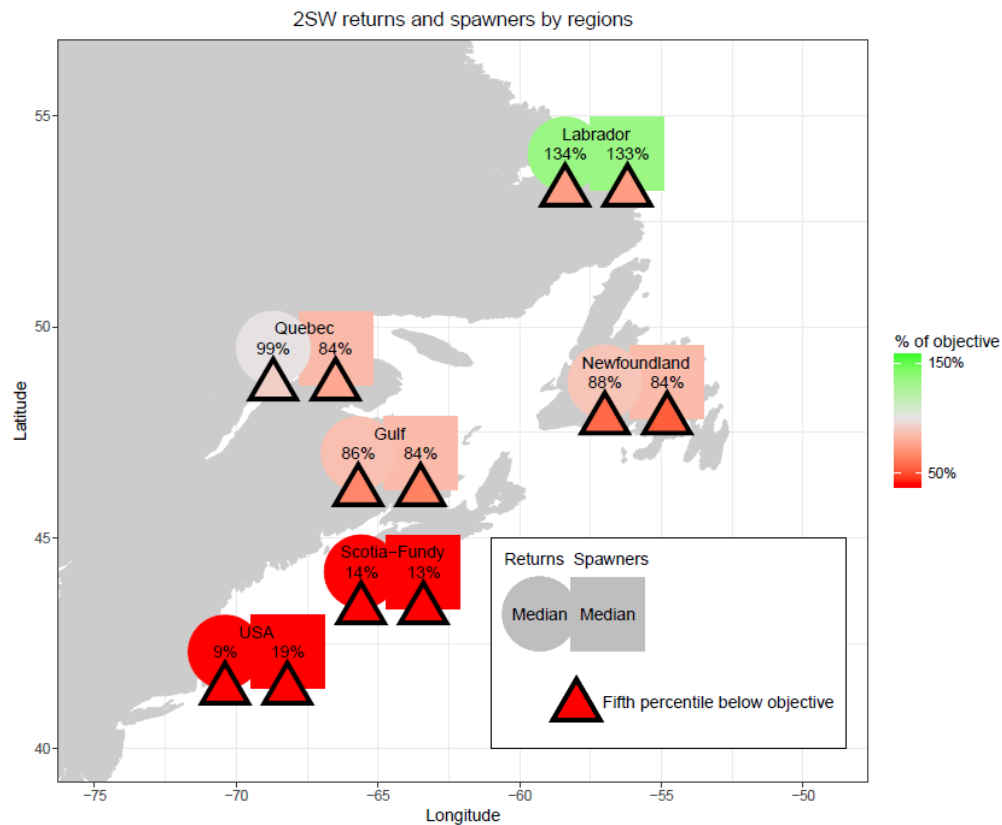 2SW returns and spawners by regions
55
Labrador
134% 133%
50
Quebec
99% 84%
Newfoundland
88% 84%
% of objective
150%
50%
Latitude
Gulf
86% 84%
45
Scotia−Fundy
14% 13%
Returns Spawners
Median Median
USA
9% 19%
Fifth percentile below objective
40
−75 −70 −65 −60 −55 −50
Longitude